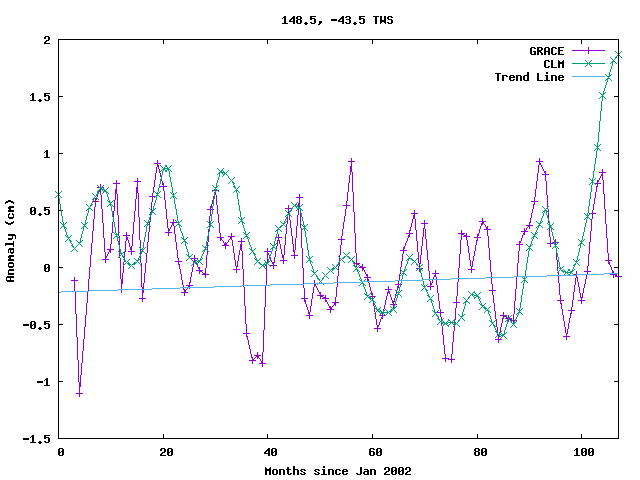 148.5, -43.5 TWS
GRACE
CLM
Trend Line
Anomaly (cm)
2
1.5
1
0.5
0
-0.5
-1
-1.5
0 20 40 60 80 100
Months since Jan 2002